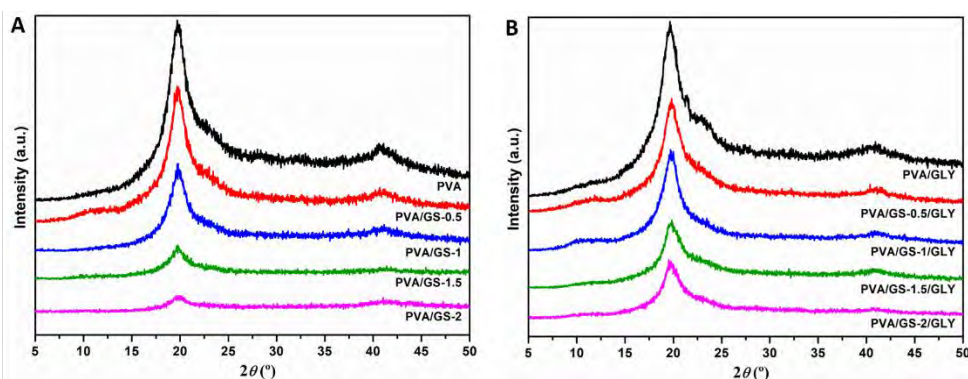 A
Intensity (a.u.)
PVA
PVA/GS-0.5
PVA/GS-1
PVA/GS-1.5
PVA/GS-2
5 10 15 20 25 30 35 40 45 50
2θ (°)
B
Intensity (a.u.)
PVA/GLY
PVA/GS-0.5/GLY
PVA/GS-1/GLY
PVA/GS-1.5/GLY
PVA/GS-2/GLY
5 10 15 20 25 30 35 40 45 50
2θ (°)